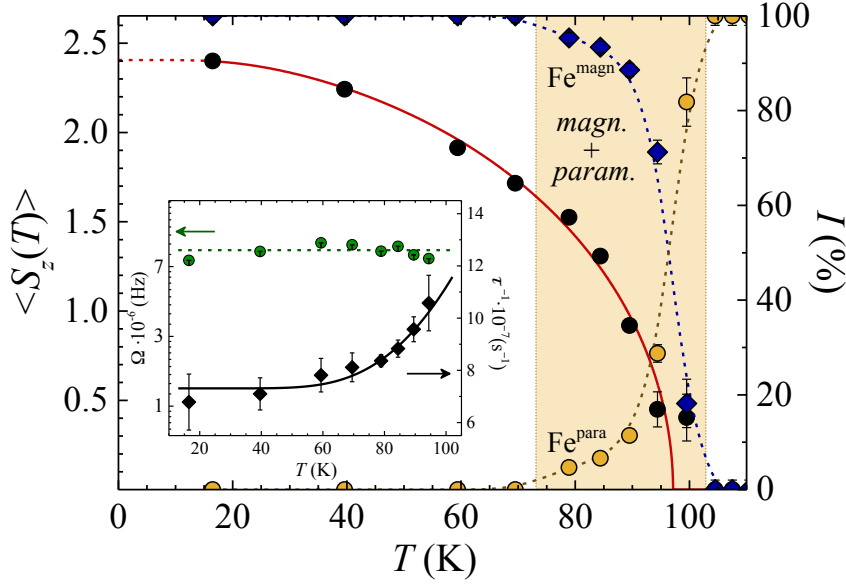 2.5
2.0
1.5
1.0
0.5
<S_z(T)>
100
80
60
40
20
0
I (%)
Fe^magn
magn.
+
param.
Fe^para
7
3
1
Ω·10^-6 (Hz)
14
12
10
8
6
τ^-1·10^-7(s^-1)
20 40 60 80 100
T (K)
0 20 40 60 80 100
T (K)